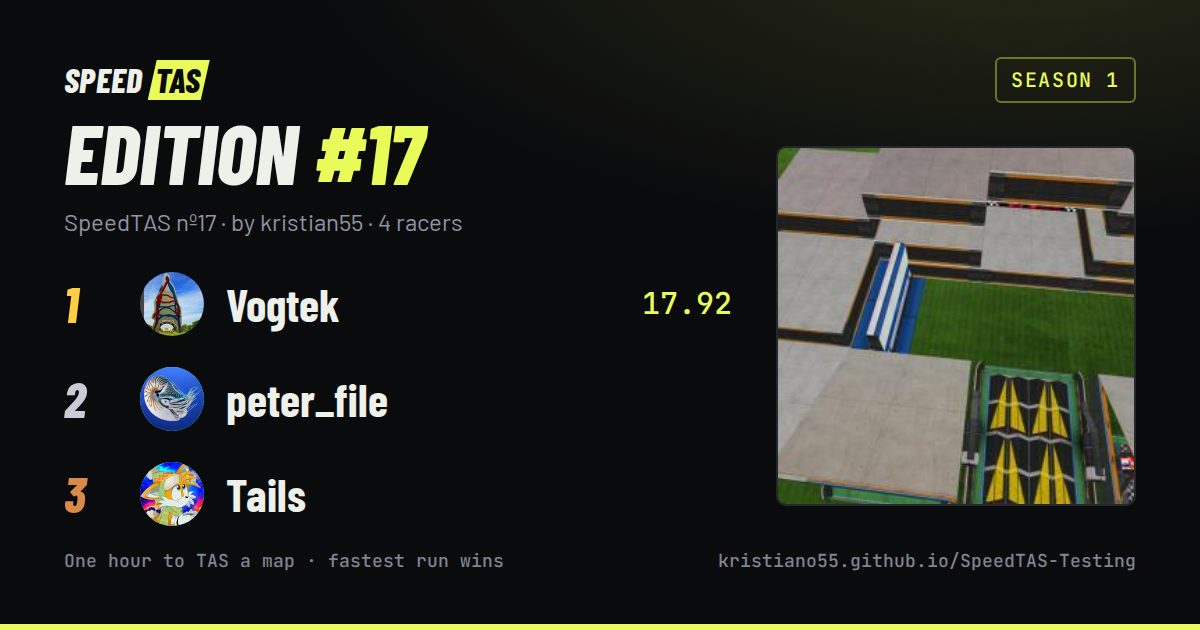 SPEED TAS
SEASON 1
EDITION #17
SpeedTAS nº17 · by kristian55 · 4 racers
1 Vogtek 17.92
2 peter_file
3 Tails
One hour to TAS a map · fastest run wins
kristiano55.github.io/SpeedTAS-Testing